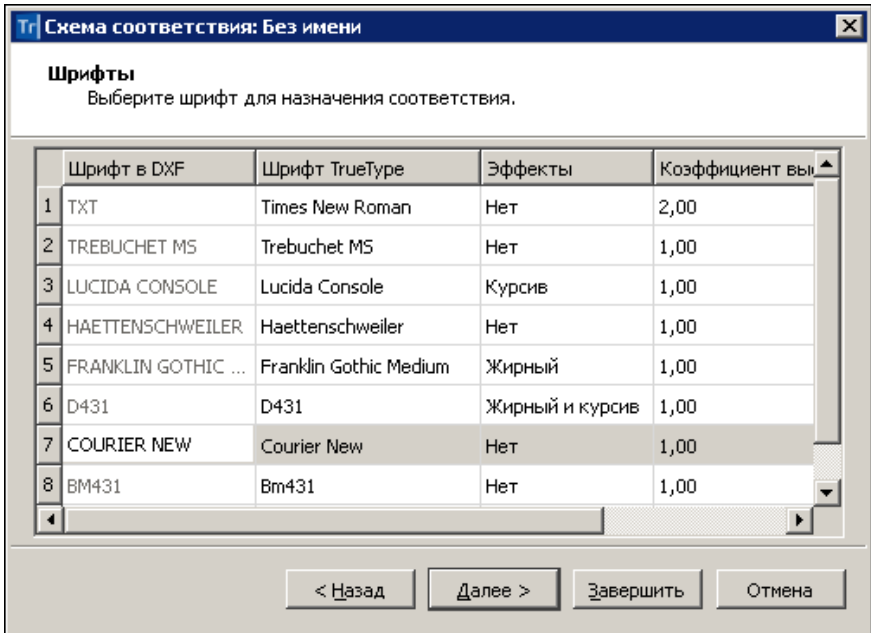 Tr Схема соответствия: Без имени
Шрифты
Выберите шрифт для назначения соответствия.
Шрифт в DXF Шрифт TrueType Эффекты Коэффициент выс
1 TXT Times New Roman Нет 2,00
2 TREBUCHET MS Trebuchet MS Нет 1,00
3 LUCIDA CONSOLE Lucida Console Курсив 1,00
4 HAETTENSCHWEILER Haettenschweiler Нет 1,00
5 FRANKLIN GOTHIC ... Franklin Gothic Medium Жирный 1,00
6 D431 D431 Жирный и курсив 1,00
7 COURIER NEW Courier New Нет 1,00
8 BM431 Bm431 Нет 1,00
< Назад Далее > Завершить Отмена